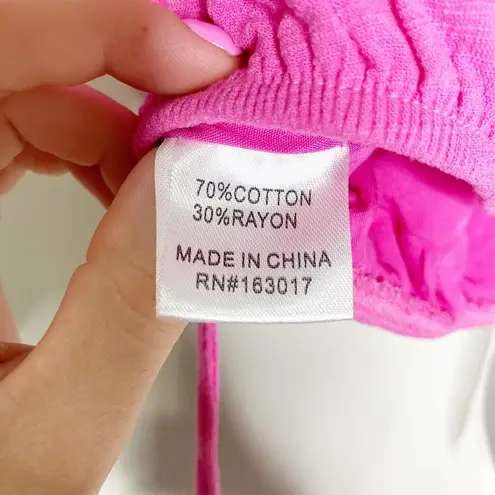 70%COTTON
30%RAYON
MADE IN CHINA
RN#163017